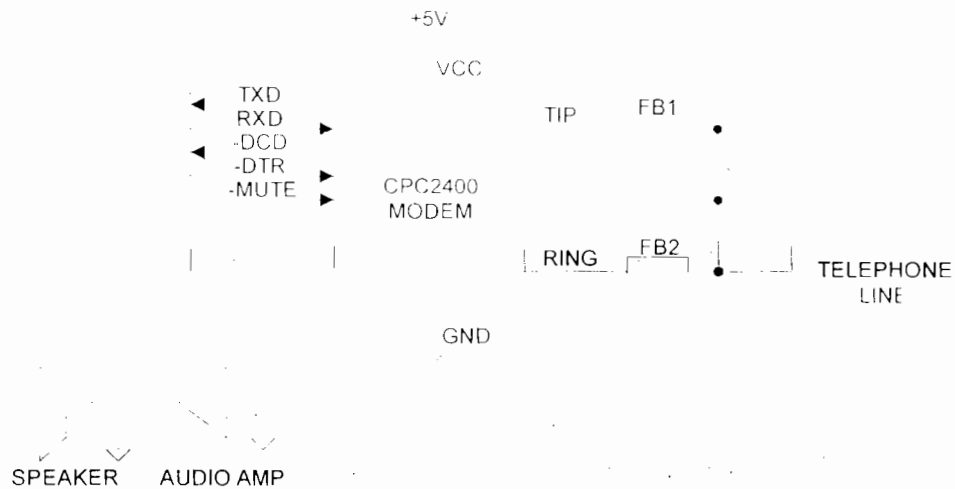 +5V
VCC
TXD
RXD
-DCD
-DTR
-MUTE
TIP
FB1
CPC2400
MODEM
RING
FB2
TELEPHONE
LINE
GND
SPEAKER
AUDIO AMP